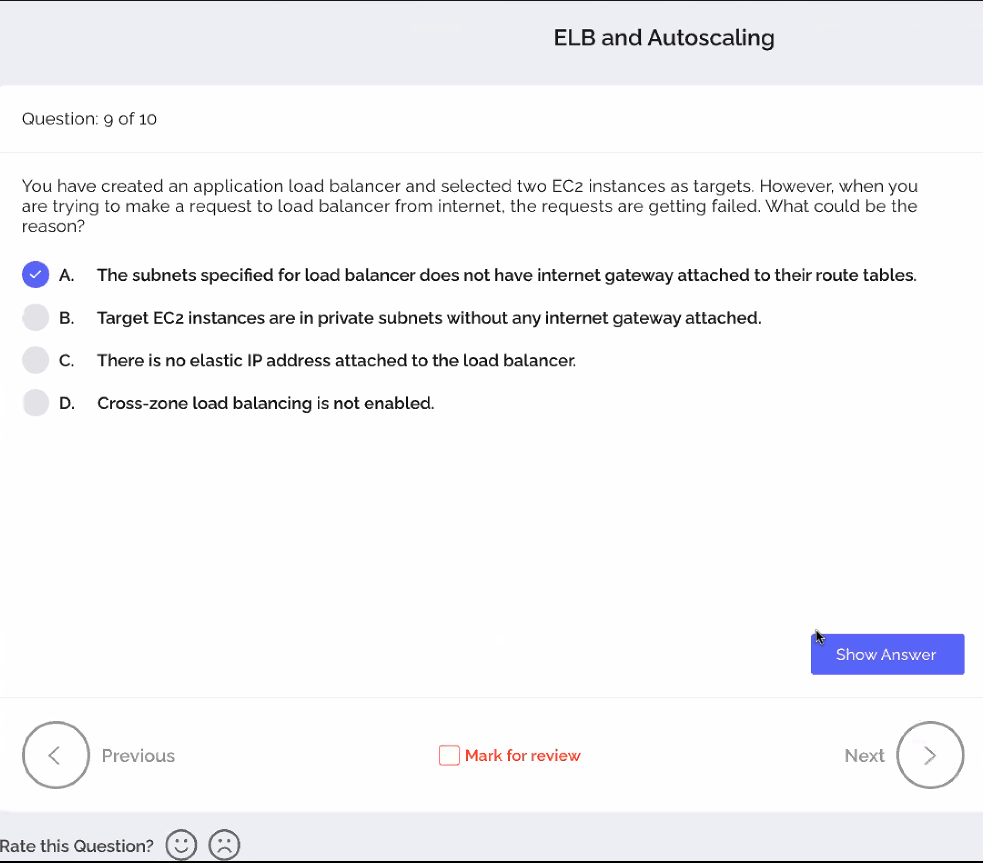 ELB and Autoscaling
Question: 9 of 10
You have created an application load balancer and selected two EC2 instances as targets. However, when you
are trying to make a request to load balancer from internet, the requests are getting failed. What could be the
reason?
A. The subnets specified for load balancer does not have internet gateway attached to their route tables.
B. Target EC2 instances are in private subnets without any internet gateway attached.
C. There is no elastic IP address attached to the load balancer.
D. Cross-zone load balancing is not enabled.
Show Answer
Previous Mark for review Next
Rate this Question?